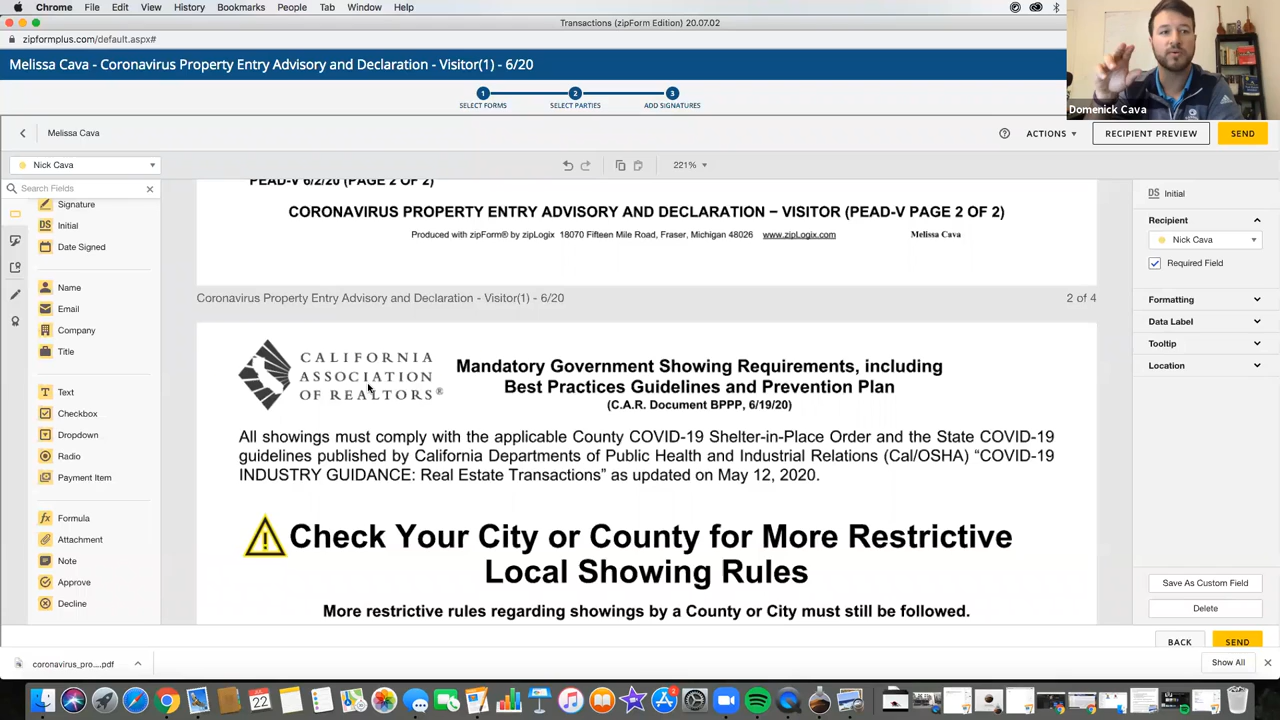 Chrome File Edit View History Bookmarks People Tab Window Help
Transactions (zipForm Edition) 20.07.02
zipformplus.com/default.aspx#
Melissa Cava - Coronavirus Property Entry Advisory and Declaration - Visitor(1) - 6/20
1 2 3
SELECT FORMS SELECT PARTIES ADD SIGNATURES
Domenick Cava
Melissa Cava
ACTIONS RECIPIENT PREVIEW SEND
Nick Cava
221%
Search Fields
Signature
DS Initial
Date Signed
Name
Email
Company
Title
T Text
Checkbox
Dropdown
Radio
Payment Item
fx Formula
Attachment
Note
Approve
Decline
PEAD-V 6/2/20 (PAGE 2 OF 2)
CORONAVIRUS PROPERTY ENTRY ADVISORY AND DECLARATION – VISITOR (PEAD-V PAGE 2 OF 2)
Produced with zipForm® by zipLogix 18070 Fifteen Mile Road, Fraser, Michigan 48026 www.zipLogix.com Melissa Cava
Coronavirus Property Entry Advisory and Declaration - Visitor(1) - 6/20 2 of 4
CALIFORNIA
ASSOCIATION
OF REALTORS®
Mandatory Government Showing Requirements, including
Best Practices Guidelines and Prevention Plan
(C.A.R. Document BPPP, 6/19/20)
All showings must comply with the applicable County COVID-19 Shelter-in-Place Order and the State COVID-19
guidelines published by California Departments of Public Health and Industrial Relations (Cal/OSHA) “COVID-19
INDUSTRY GUIDANCE: Real Estate Transactions” as updated on May 12, 2020.
Check Your City or County for More Restrictive
Local Showing Rules
More restrictive rules regarding showings by a County or City must still be followed.
DS Initial
Recipient
Nick Cava
Required Field
Formatting
Data Label
Tooltip
Location
Save As Custom Field
Delete
BACK SEND
coronavirus_pro....pdf
Show All